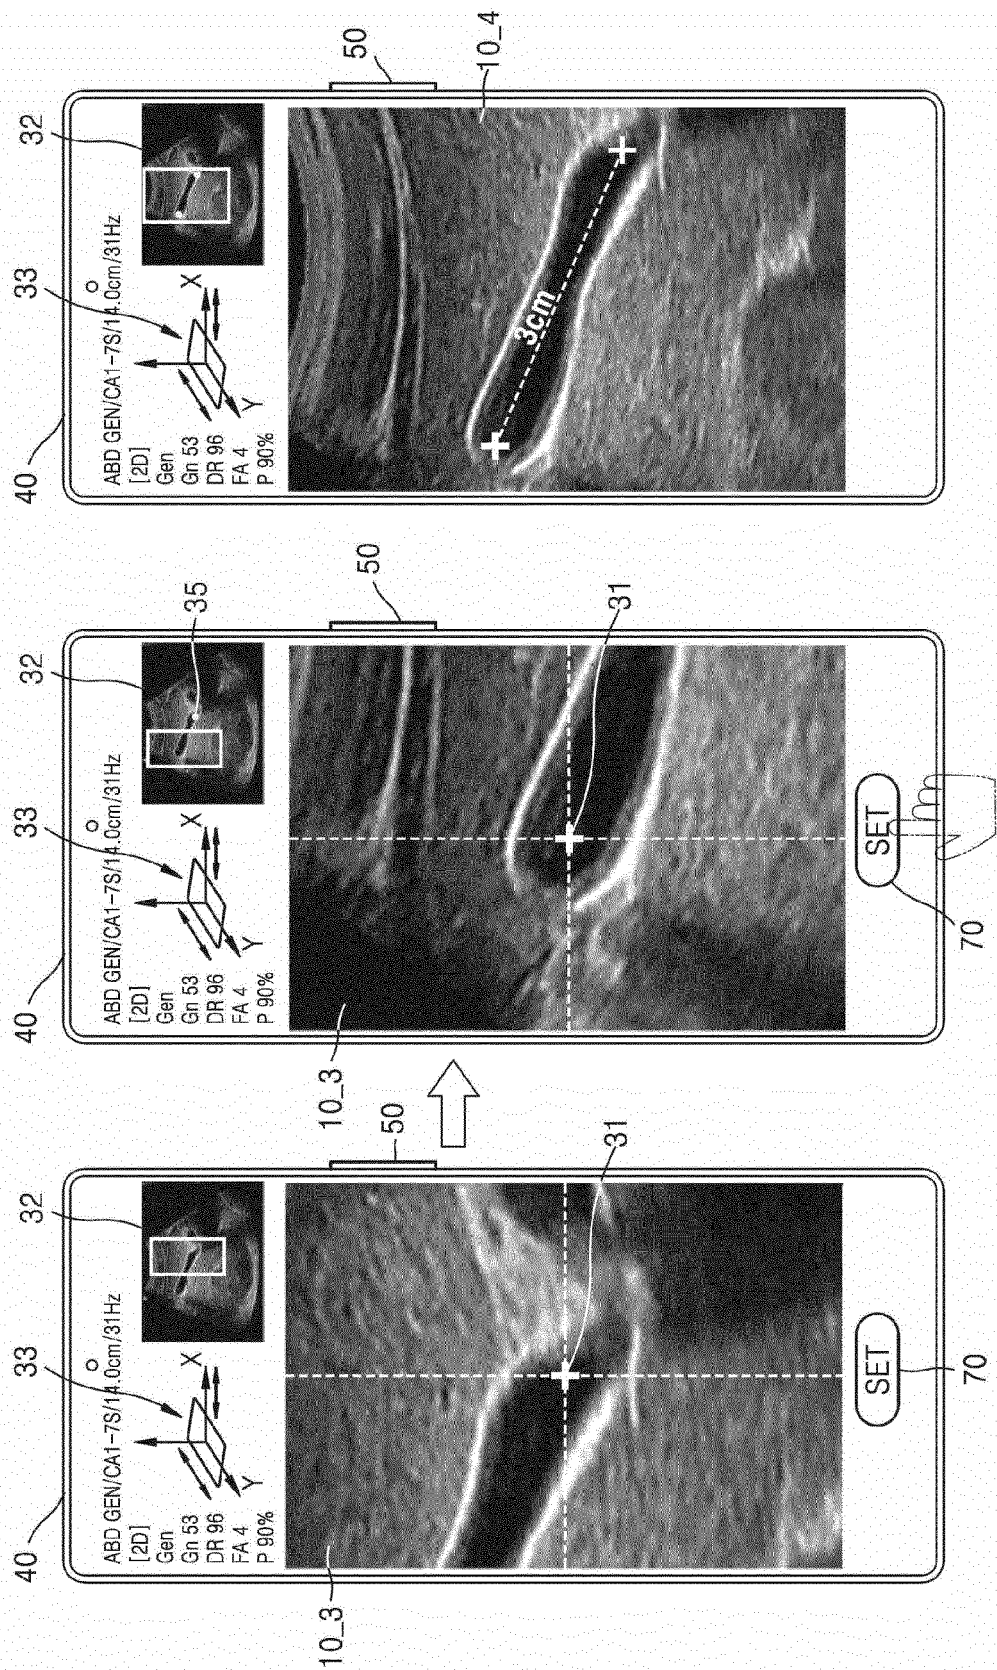 40
33
32
ABD GEN/CA1-7S/14.0cm/31Hz
[2D]
Gen
Gn 53
DR 96
FA 4
P 90%
X
Y
50
10_3
31
SET
70
40
33
32
ABD GEN/CA1-7S/14.0cm/31Hz
[2D]
Gen
Gn 53
DR 96
FA 4
P 90%
X
Y
35
50
10_3
31
SET
70
40
33
32
ABD GEN/CA1-7S/14.0cm/31Hz
[2D]
Gen
Gn 53
DR 96
FA 4
P 90%
X
Y
50
10_4
3cm